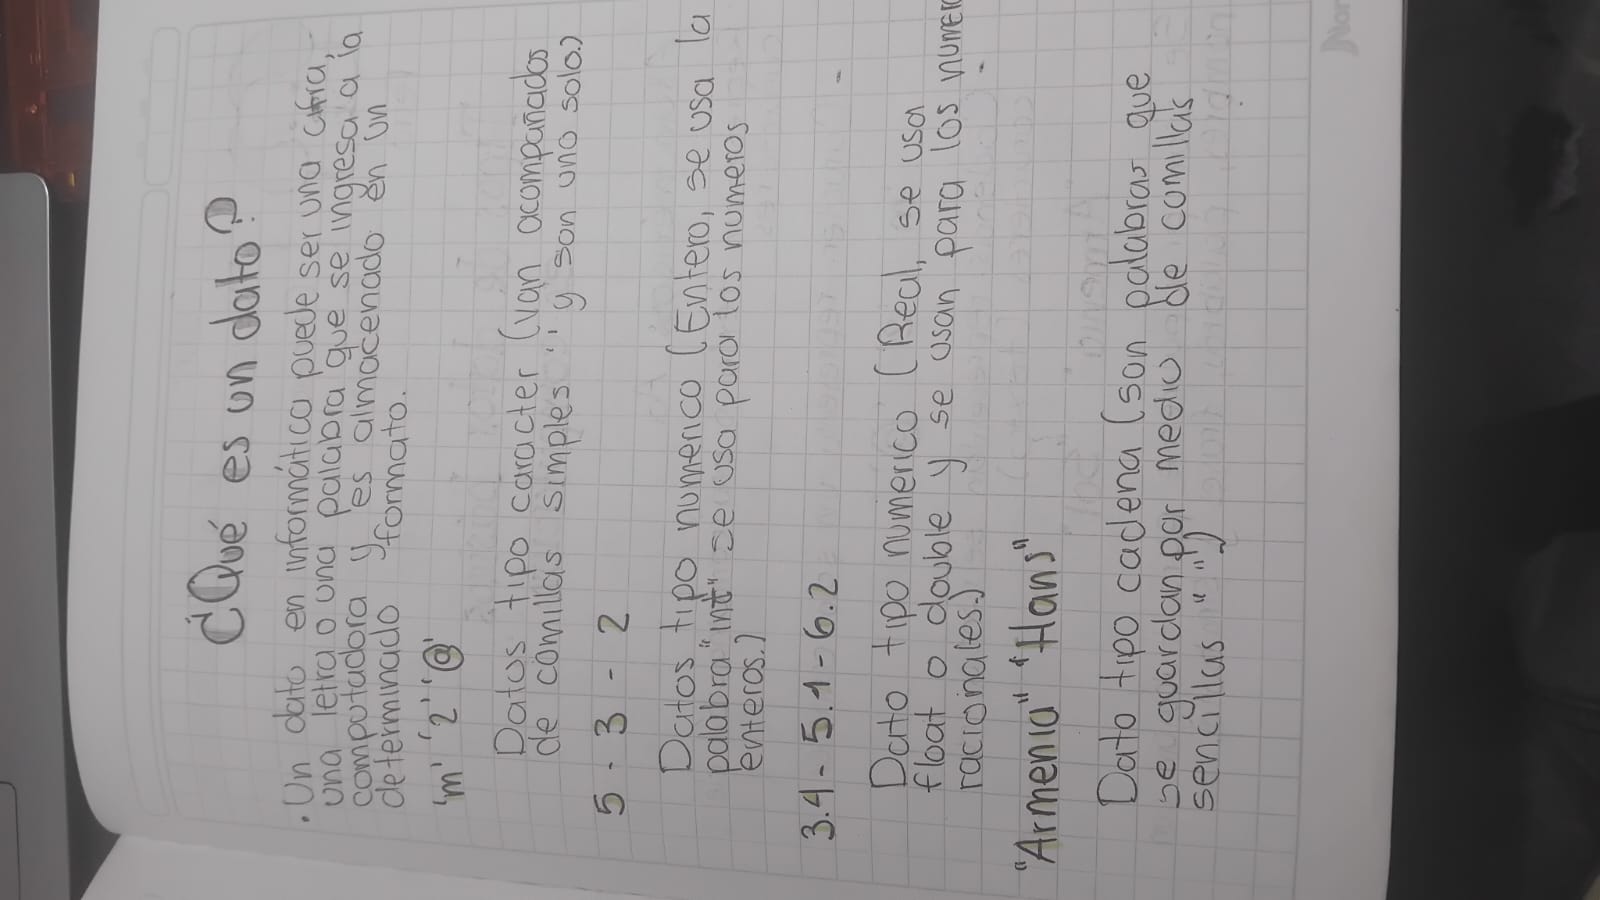 ¿Qué es un dato?
· Un dato en informática puede ser una cifra,
una letra o una palabra que se ingresa a la
computadora y es almacenado en un
determinado formato.
'm' '2' '@'
Datos tipo caracter (van acompañados
de comillas simples '' y son uno solo.)
5 - 3 - 2
Datos tipo numerico (Entero, se usa la
palabra "int" se usa para los numeros
enteros.)
3.4 - 5.1 - 6.2
Dato tipo numerico (Real, se usa
float o double y se usan para los numer
racionales.)
"Armenia" "Hans"
Dato tipo cadena (son palabras que
se guardan por medio de comillas
sencillas " ".)